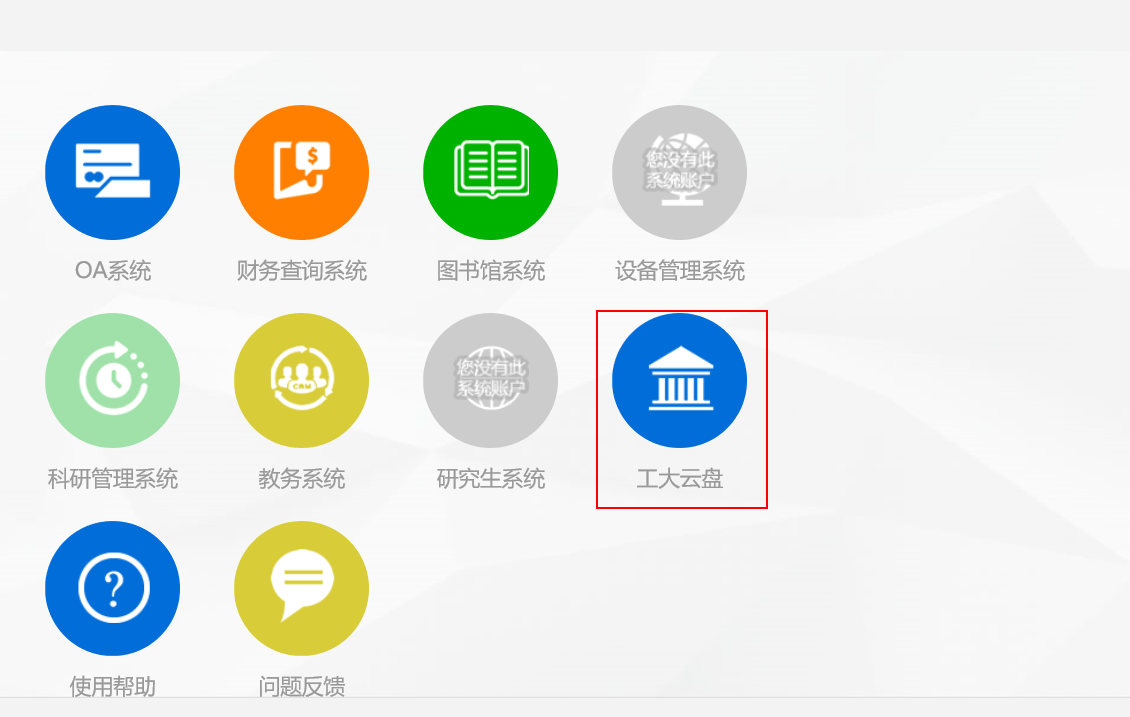 您没有此
系统账户
OA系统
财务查询系统
图书馆系统
设备管理系统
CRM
您没有此
系统账户
科研管理系统
教务系统
研究生系统
工大云盘
使用帮助
问题反馈